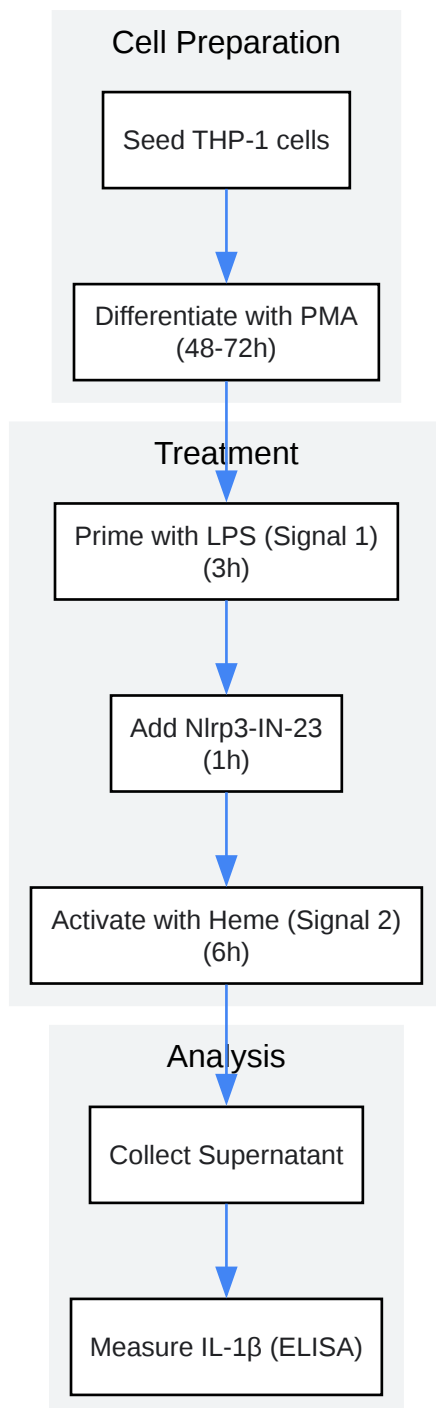 Cell Preparation
Seed THP-1 cells
Differentiate with PMA
(48-72h)
Treatment
Prime with LPS (Signal 1)
(3h)
Add Nlrp3-IN-23
(1h)
Activate with Heme (Signal 2)
(6h)
Analysis
Collect Supernatant
Measure IL-1β (ELISA)